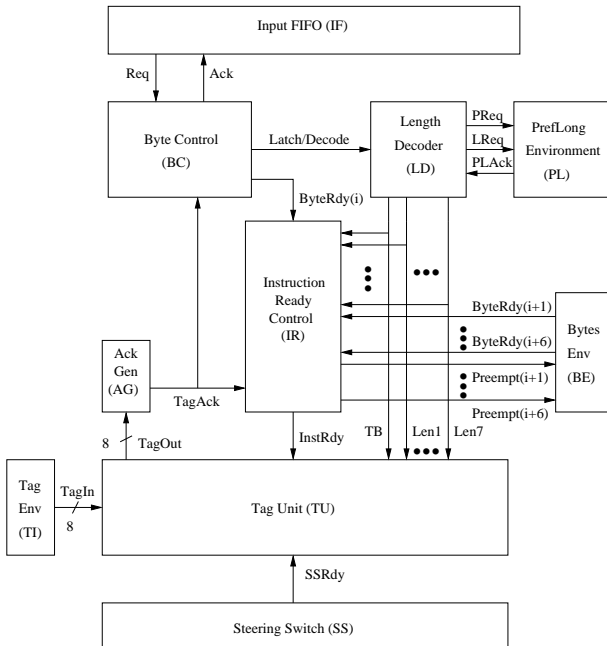 Input FIFO (IF)
Req
Ack
Byte Control
(BC)
Latch/Decode
Length
Decoder
(LD)
PReq
LReq
PLAck
PrefLong
Environment
(PL)
ByteRdy(i)
Instruction
Ready
Control
(IR)
ByteRdy(i+1)
ByteRdy(i+6)
Preempt(i+1)
Preempt(i+6)
Bytes
Env
(BE)
Ack
Gen
(AG)
TagAck
8
TagOut
InstRdy
TB
Len1
Len7
Tag
Env
(TI)
TagIn
8
Tag Unit (TU)
SSRdy
Steering Switch (SS)